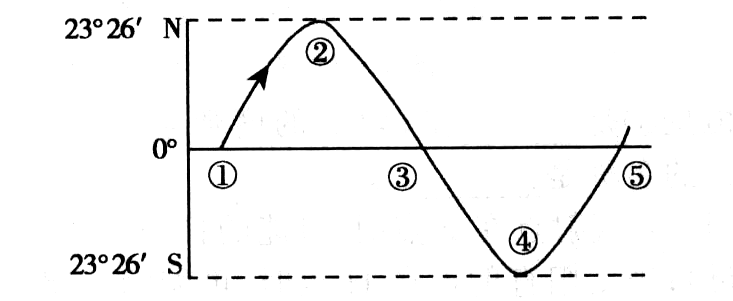 23°26′ N
②
0°
① ③ ⑤
④
23°26′ S